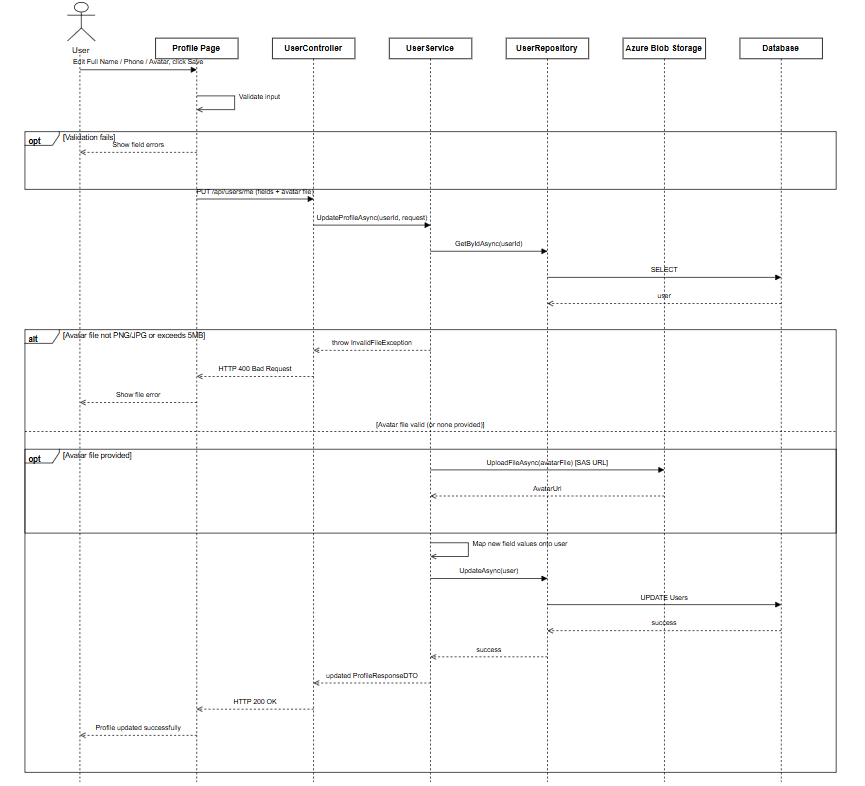 User
Profile Page
UserController
UserService
UserRepository
Azure Blob Storage
Database
Edit Full Name / Phone / Avatar, click Save
Validate input
opt
[Validation fails]
Show field errors
PUT /api/users/me (fields + avatar file)
UpdateProfileAsync(userId, request)
GetByIdAsync(userId)
SELECT
user
alt
[Avatar file not PNG/JPG or exceeds 5MB]
throw InvalidFileException
HTTP 400 Bad Request
Show file error
[Avatar file valid (or none provided)]
opt
[Avatar file provided]
UploadFileAsync(avatarFile) [SAS URL]
AvatarUrl
Map new field values onto user
UpdateAsync(user)
UPDATE Users
success
success
updated ProfileResponseDTO
HTTP 200 OK
Profile updated successfully